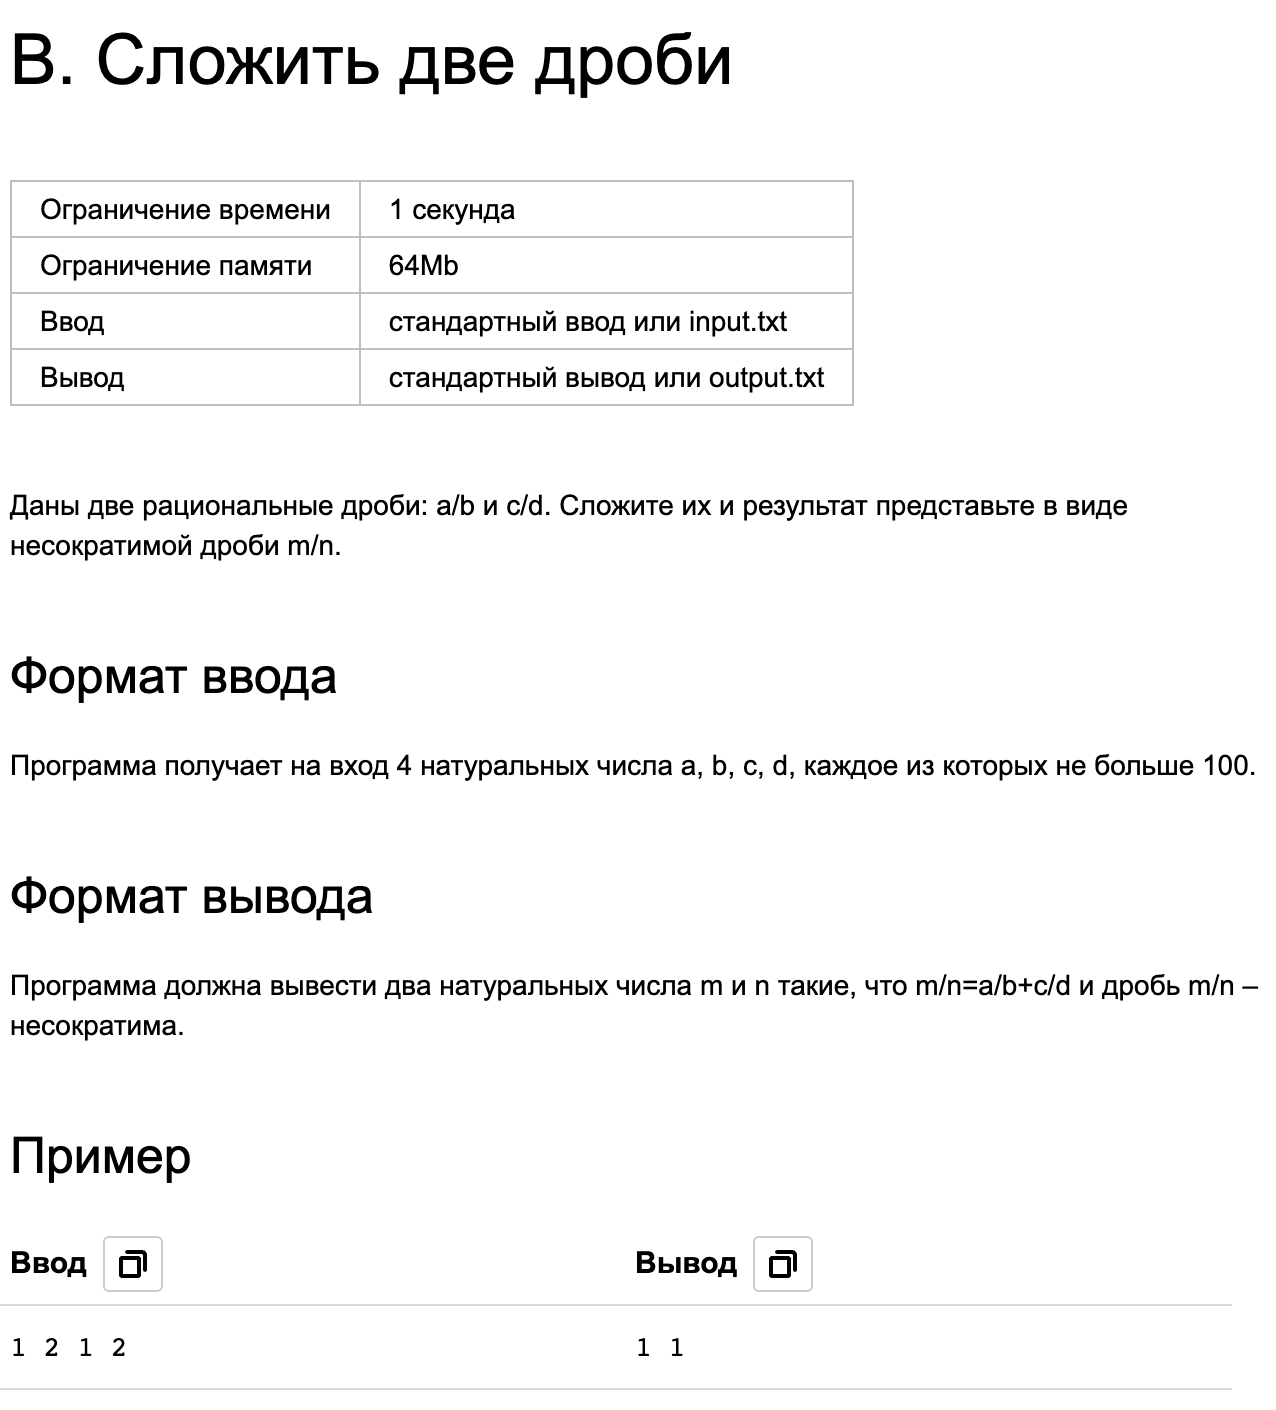 В. Сложить две дроби
Ограничение времени 1 секунда
Ограничение памяти 64Mb
Ввод стандартный ввод или input.txt
Вывод стандартный вывод или output.txt
Даны две рациональные дроби: a/b и c/d. Сложите их и результат представьте в виде
несократимой дроби m/n.
Формат ввода
Программа получает на вход 4 натуральных числа a, b, c, d, каждое из которых не больше 100.
Формат вывода
Программа должна вывести два натуральных числа m и n такие, что m/n=a/b+c/d и дробь m/n –
несократима.
Пример
Ввод Вывод
1 2 1 2 1 1